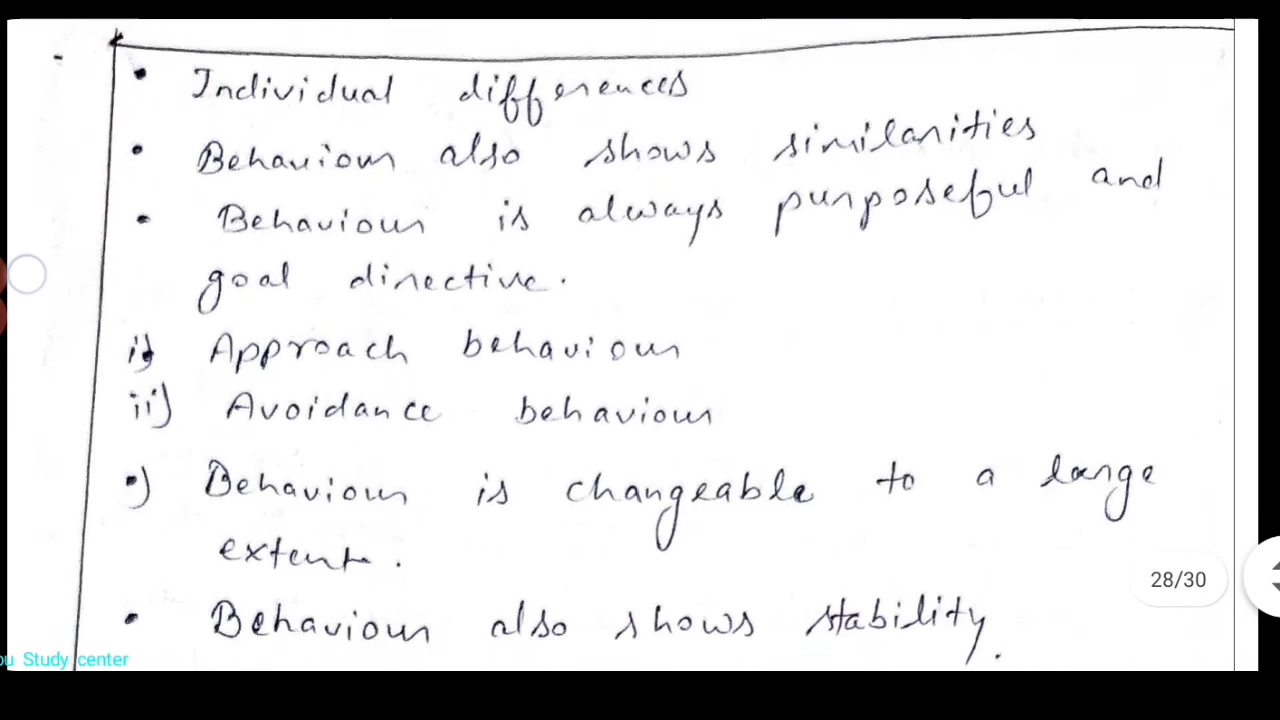 • Individual differences
• Behaviour also shows similarities
• Behaviour is always purposeful and
goal directive.
i) Approach behaviour
ii) Avoidance behaviour
•) Behaviour is changeable to a large
extent.
28/30
• Behaviour also shows stability.
ou Study center